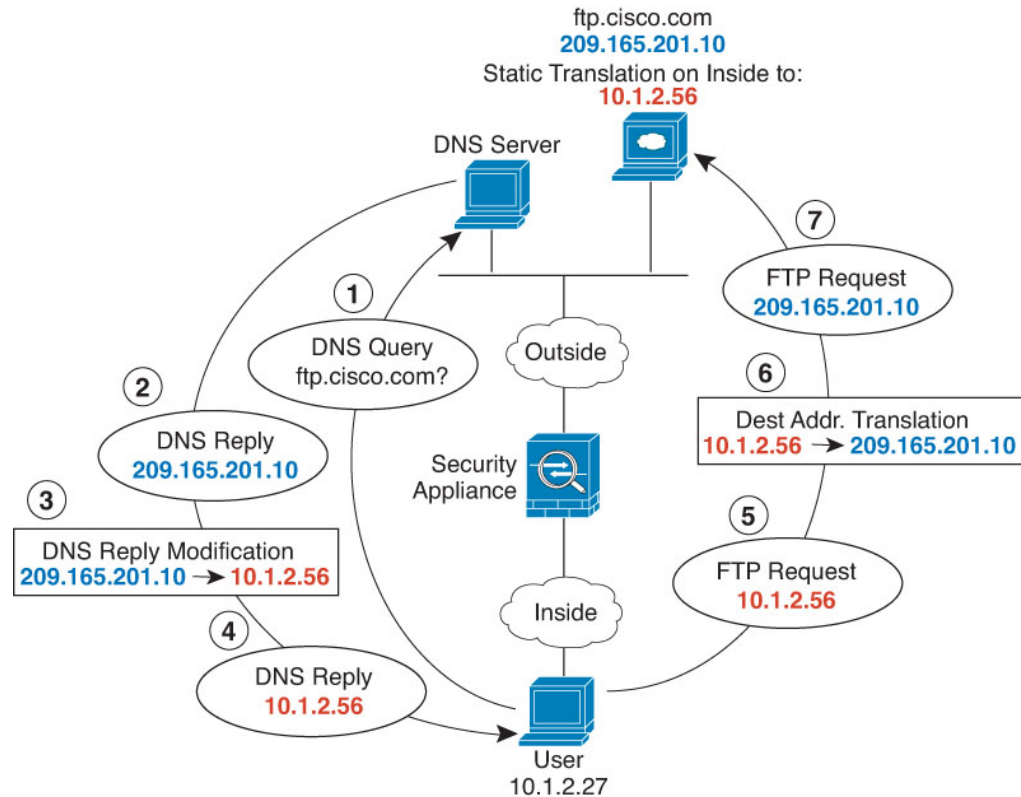 ftp.cisco.com
209.165.201.10
Static Translation on Inside to:
10.1.2.56
DNS Server
7
FTP Request
209.165.201.10
1
DNS Query
ftp.cisco.com?
Outside
2
DNS Reply
209.165.201.10
6
Dest Addr. Translation
10.1.2.56 → 209.165.201.10
Security
Appliance
3
DNS Reply Modification
209.165.201.10 → 10.1.2.56
5
FTP Request
10.1.2.56
Inside
4
DNS Reply
10.1.2.56
User
10.1.2.27